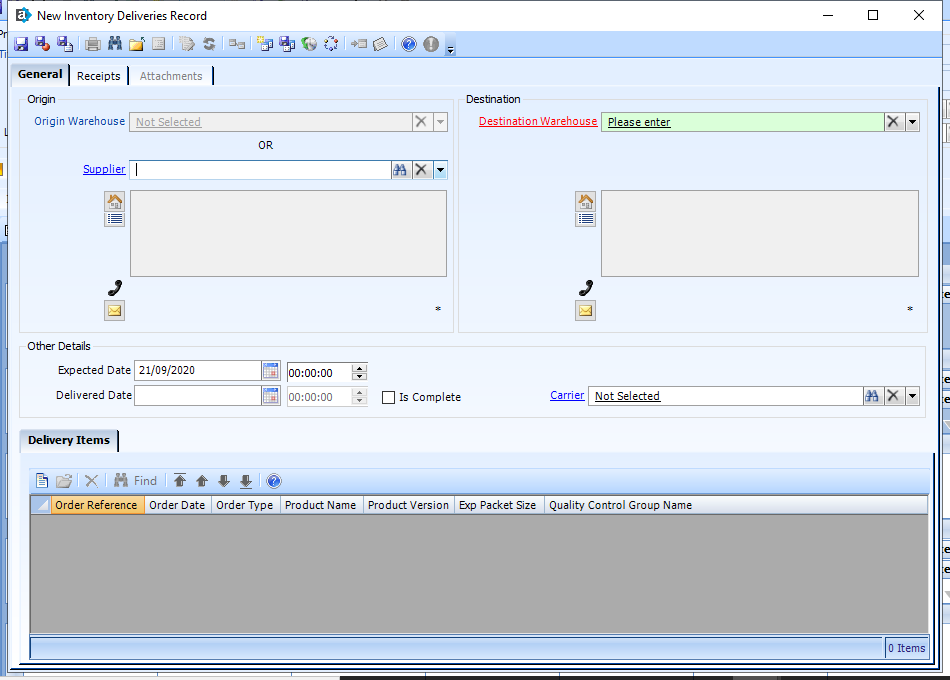 New Inventory Deliveries Record
General Receipts Attachments
Origin
Origin Warehouse Not Selected
OR
Supplier
*
Destination
Destination Warehouse Please enter
*
Other Details
Expected Date 21/09/2020 00:00:00
Delivered Date 00:00:00 Is Complete Carrier Not Selected
Delivery Items
Find
Order Reference Order Date Order Type Product Name Product Version Exp Packet Size Quality Control Group Name
0 Items